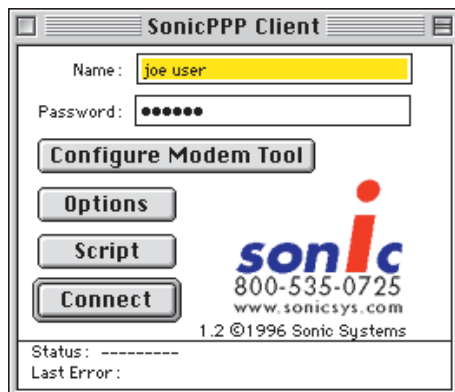 SonicPPP Client
Name: joe user
Password: ●●●●●●
Configure Modem Tool
Options
Script
Connect
sonic
800-535-0725
www.sonicsys.com
1.2 ©1996 Sonic Systems
Status: ---------
Last Error: